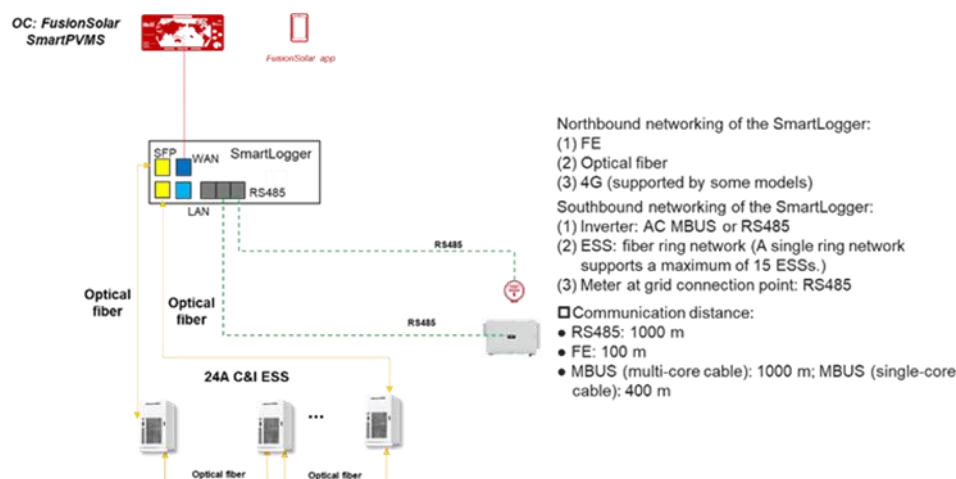 OC: FusionSolar
SmartPVMS
FusionSolar app
SFP
WAN
SmartLogger
RS485
LAN
RS485
Optical
fiber
Optical
fiber
RS485
24A C&I ESS
...
Optical fiber
Optical fiber
Northbound networking of the SmartLogger:
(1) FE
(2) Optical fiber
(3) 4G (supported by some models)
Southbound networking of the SmartLogger:
(1) Inverter: AC MBUS or RS485
(2) ESS: fiber ring network (A single ring network
supports a maximum of 15 ESSs.)
(3) Meter at grid connection point: RS485
Communication distance:
● RS485: 1000 m
● FE: 100 m
● MBUS (multi-core cable): 1000 m; MBUS (single-core
cable): 400 m